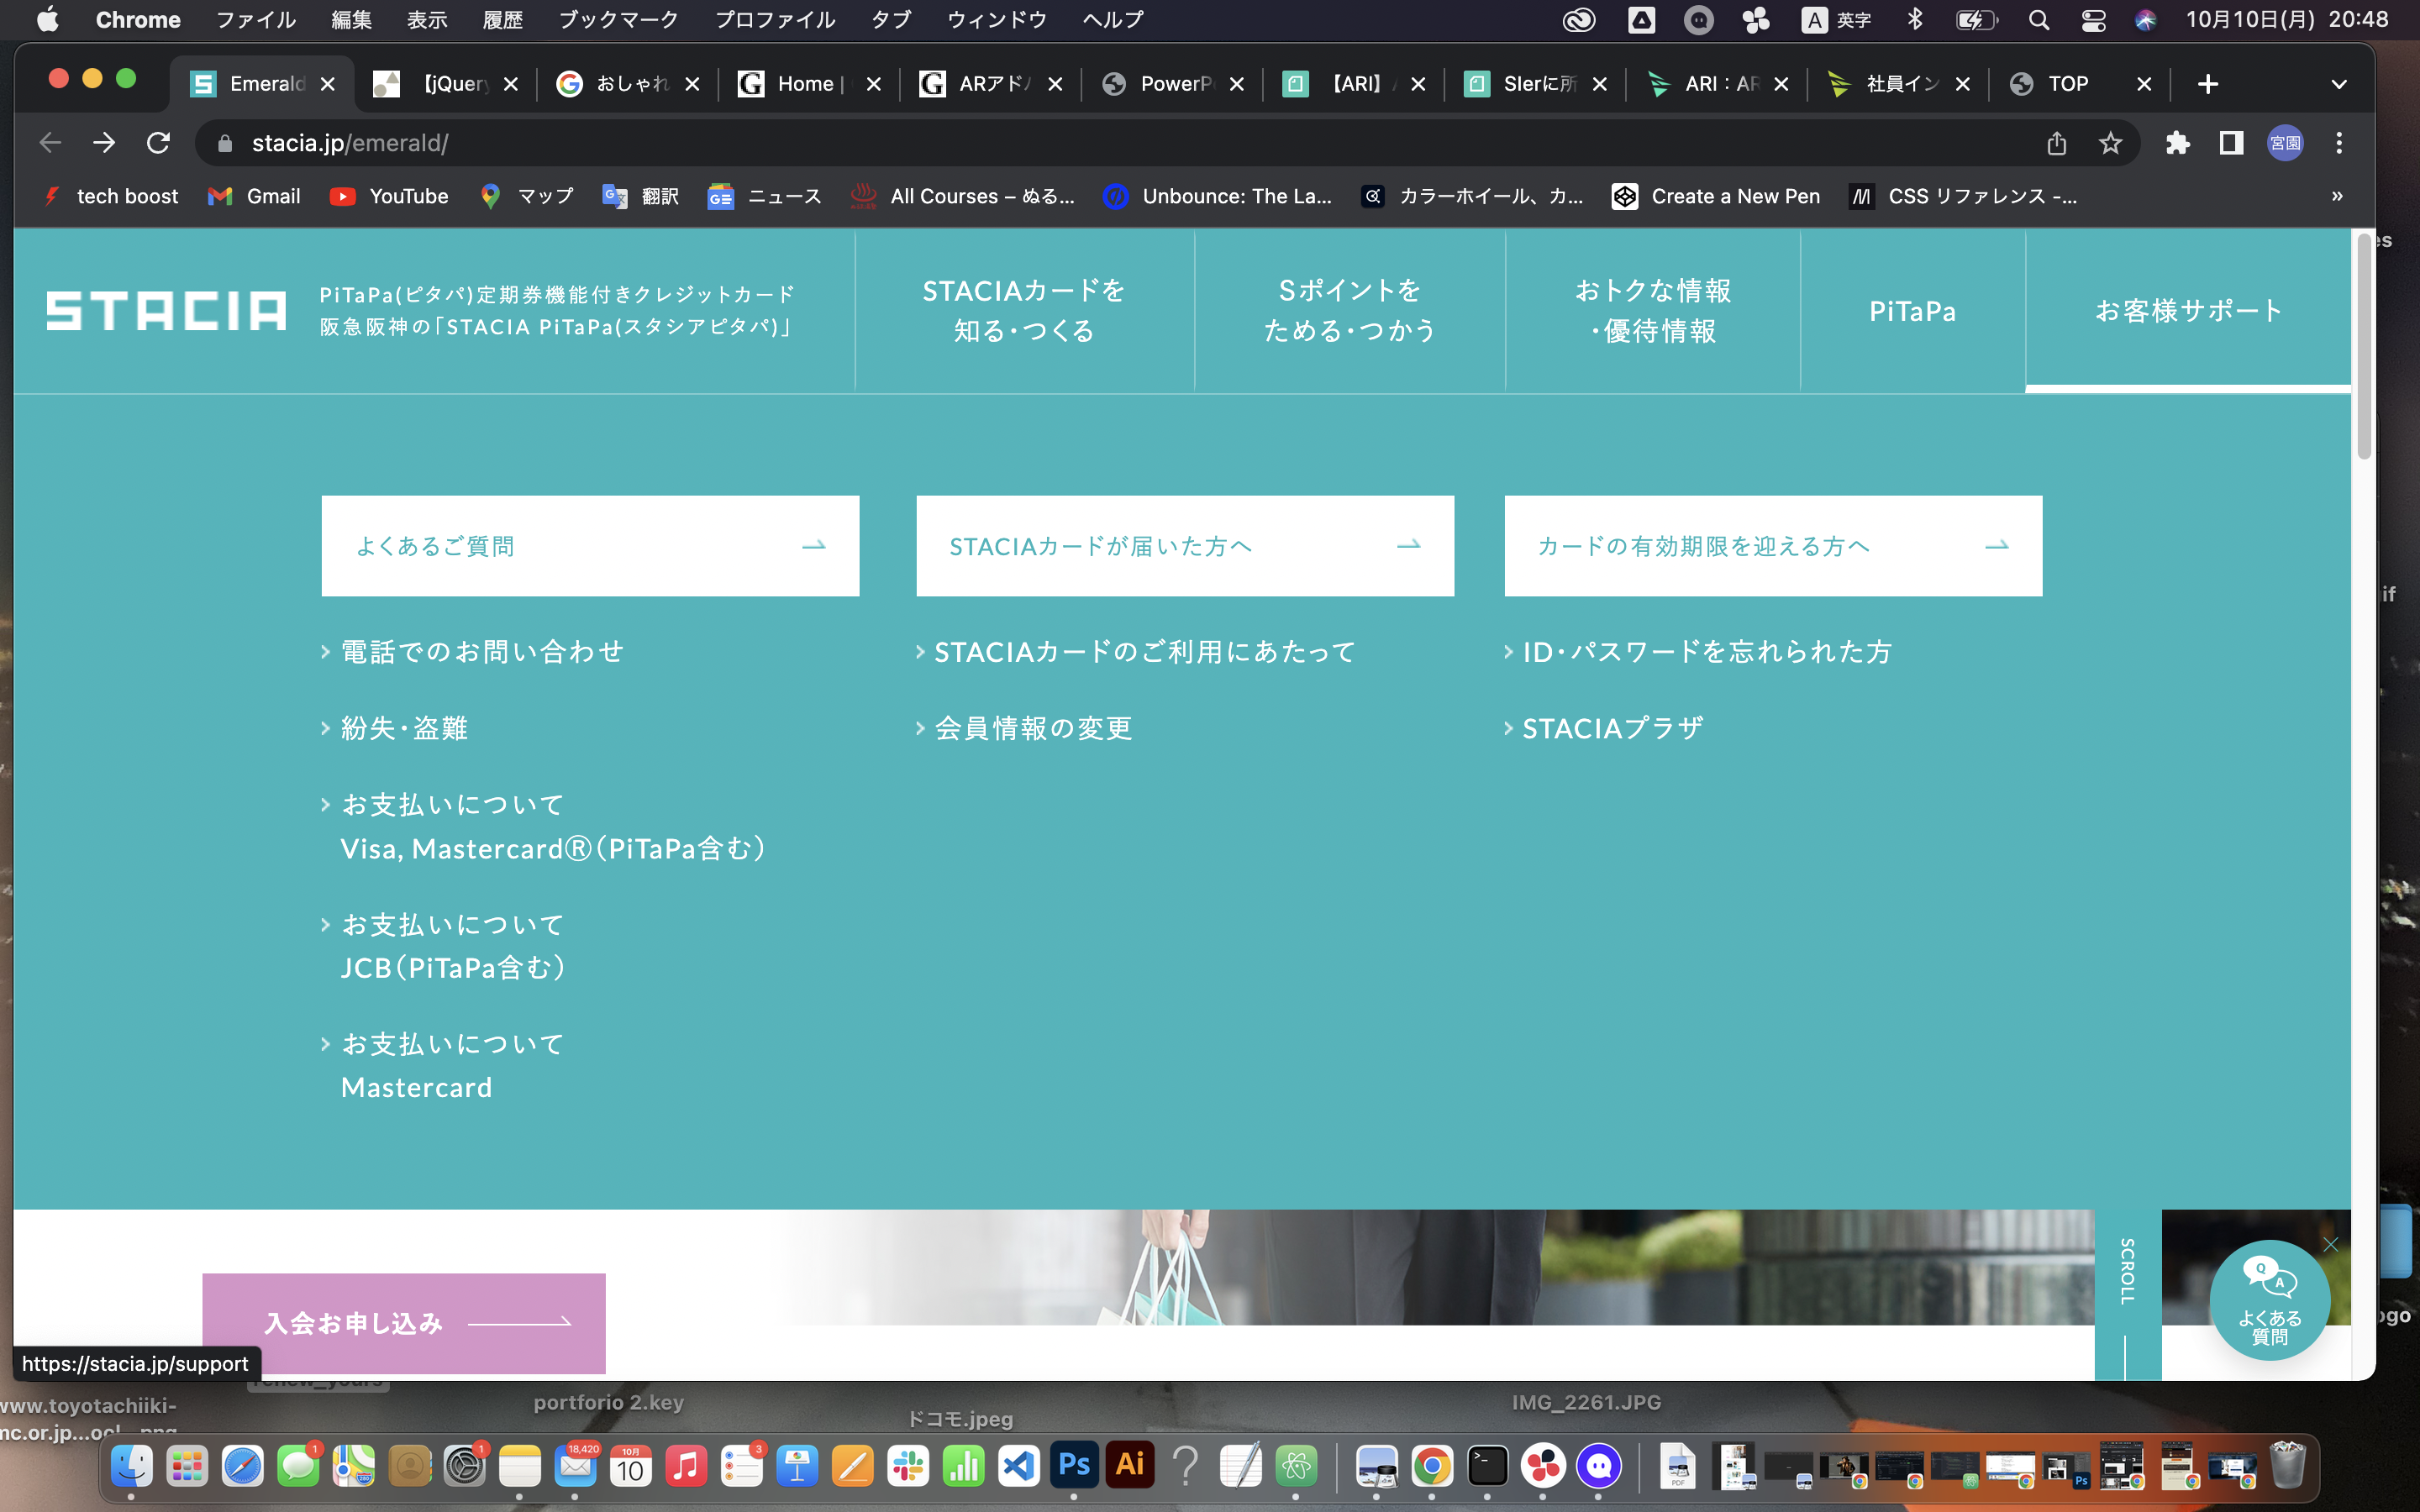 Chrome ファイル 編集 表示 履歴 ブックマーク プロファイル タブ ウィンドウ ヘルプ A 英字 10月10日(月) 20:48
Emerald 【jQuery おしゃれ Home | ARアド PowerP 【ARI】 SIerに所 ARI：AR 社員イン TOP
stacia.jp/emerald/ 宮園
tech boost Gmail YouTube マップ 翻訳 ニュース All Courses – ぬる... Unbounce: The La... カラーホイール、カ... Create a New Pen CSS リファレンス -... »
STACIA
PiTaPa(ピタパ)定期券機能付きクレジットカード
阪急阪神の「STACIA PiTaPa(スタシアピタパ)」
STACIAカードを
知る・つくる
Sポイントを
ためる・つかう
おトクな情報
・優待情報
PiTaPa
お客様サポート
よくあるご質問
電話でのお問い合わせ
紛失・盗難
お支払いについて
Visa, Mastercard®（PiTaPa含む）
お支払いについて
JCB（PiTaPa含む）
お支払いについて
Mastercard
STACIAカードが届いた方へ
STACIAカードのご利用にあたって
会員情報の変更
カードの有効期限を迎える方へ
ID・パスワードを忘れられた方
STACIAプラザ
入会お申し込み
SCROLL
Q A
よくある
質問
https://stacia.jp/support
portforio 2.key
ドコモ.jpeg
IMG_2261.JPG
www.toyotachiiki-
mc.or.jp...
1 1 18,420 10月 10 3 Ps Ai PDF Ps